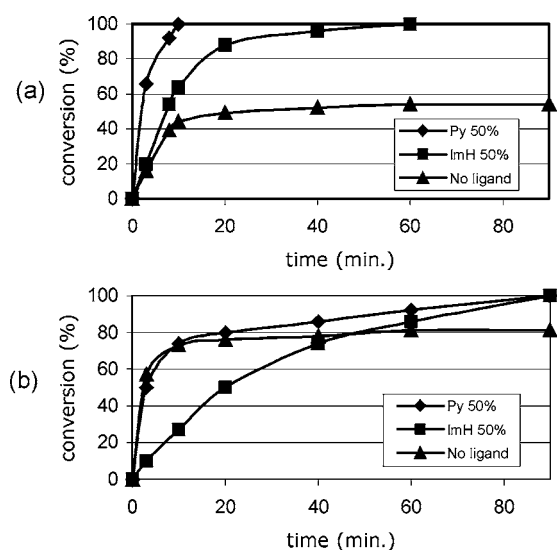 (a)
conversion (%)
100
80
60
40
20
0
Py 50%
ImH 50%
No ligand
0 20 40 60 80
time (min.)
(b)
conversion (%)
100
80
60
40
20
0
Py 50%
ImH 50%
No ligand
0 20 40 60 80
time (min.)